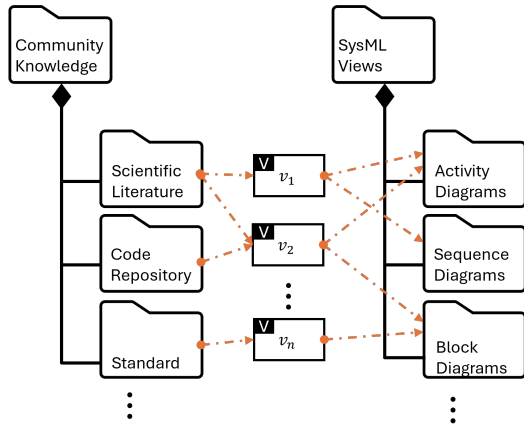 Community
Knowledge
SysML
Views
Scientific
Literature
V
v₁
Activity
Diagrams
Code
Repository
V
v₂
Sequence
Diagrams
Standard
V
vₙ
Block
Diagrams